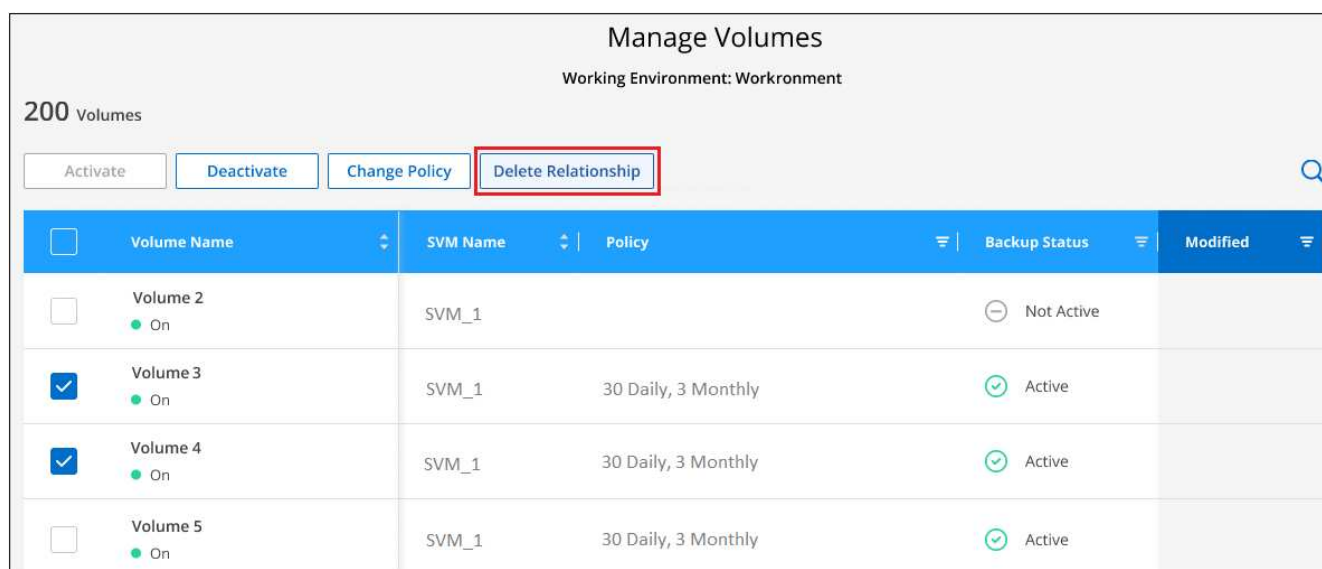 Manage Volumes
Working Environment: Workronment
200 Volumes
Activate Deactivate Change Policy Delete Relationship
Volume Name SVM Name Policy Backup Status Modified
Volume 2
On
SVM_1 Not Active
Volume 3
On
SVM_1 30 Daily, 3 Monthly Active
Volume 4
On
SVM_1 30 Daily, 3 Monthly Active
Volume 5
On
SVM_1 30 Daily, 3 Monthly Active